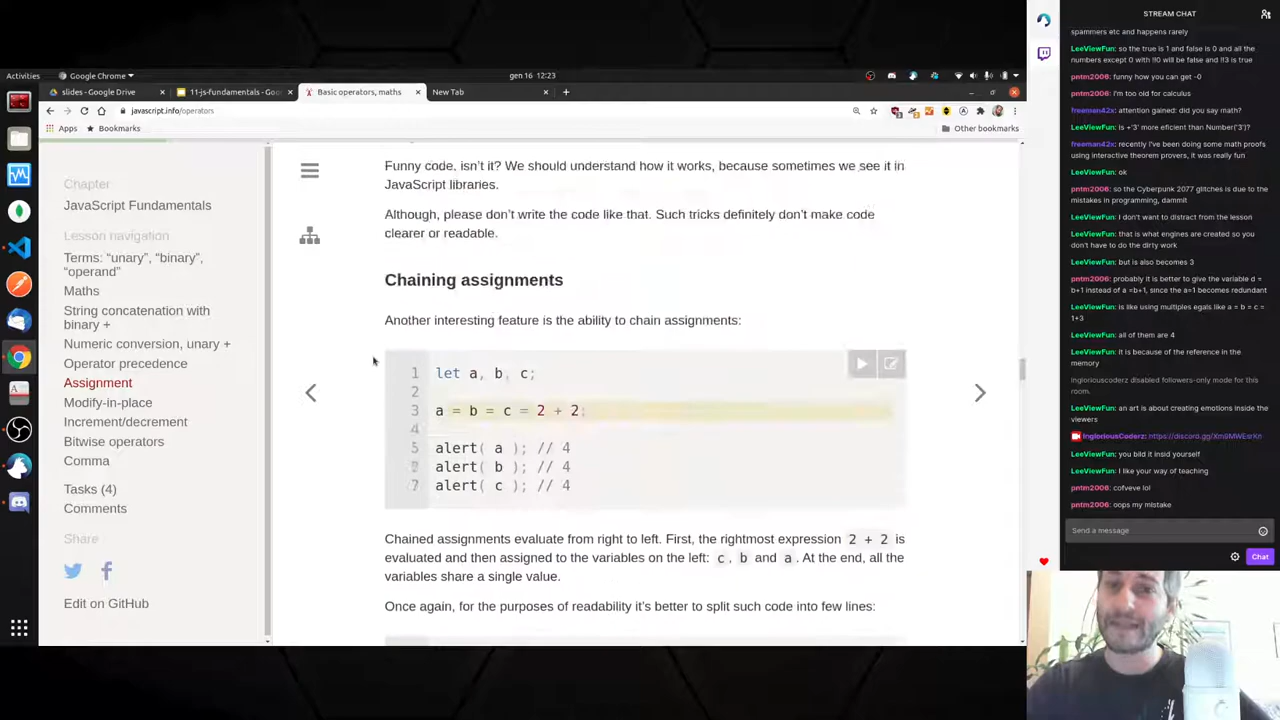 Activities
Google Chrome
gen 16 12:23
slides - Google Drive
11-js-Fundamentals - Goo
Basic operators, maths
New Tab
javascript.info/operators
Apps
Bookmarks
Other bookmarks
Chapter
JavaScript Fundamentals
Lesson navigation
Terms: “unary”, “binary”,
“operand”
Maths
String concatenation with
binary +
Numeric conversion, unary +
Operator precedence
Assignment
Modify-in-place
Increment/decrement
Bitwise operators
Comma
Tasks (4)
Comments
Share
Edit on GitHub
Funny code, isn’t it? We should understand how it works, because sometimes we see it in
JavaScript libraries.
Although, please don’t write the code like that. Such tricks definitely don’t make code
clearer or readable.
Chaining assignments
Another interesting feature is the ability to chain assignments:
1 let a, b, c;
2
3 a = b = c = 2 + 2;
4
5 alert( a ); // 4
6 alert( b ); // 4
alert( c ); // 4
Chained assignments evaluate from right to left. First, the rightmost expression 2 + 2 is
evaluated and then assigned to the variables on the left: c, b and a. At the end, all the
variables share a single value.
Once again, for the purposes of readability it’s better to split such code into few lines:
STREAM CHAT
spammers etc and happens rarely
LeeViewFun: so the true is 1 and false is 0 and all the
numbers except 0 with !!0 will be false and !!3 is true
pntm2006: funny how you can get -0
pntm2006: I'm too old for calculus
freeman42x: attention gained: did you say math?
LeeViewFun: Is +'3' more eficient than Number('3')?
freeman42x: recently I've been doing some math proofs
using interactive theorem provers, it was really fun
LeeViewFun: ok
pntm2006: so the Cyberpunk 2077 glitches is due to the
mistakes in programming, dammit
LeeViewFun: I don't want to distract from the lesson
LeeViewFun: that is what engines are created so you
don't have to do the dirty work
LeeViewFun: but is also becomes 3
pntm2006: probably it is better to give the variable d =
b+1 instead of a =b+1, since the a=1 becomes redundant
LeeViewFun: is like using multiples egals like a = b = c =
1+3
LeeViewFun: all of them are 4
LeeViewFun: It is because of the reference in the
memory
ingloriouscoderz disabled followers-only mode for this
room.
LeeViewFun: an art is about creating emotions inside the
viewers
IngloriousCoderz: https://discord.gg/Xm9MWEsrKn
LeeViewFun: you bild it insid yourself
LeeViewFun: I like your way of teaching
pntm2006: cofveve lol
pntm2006: oops my mistake
Send a message
Chat